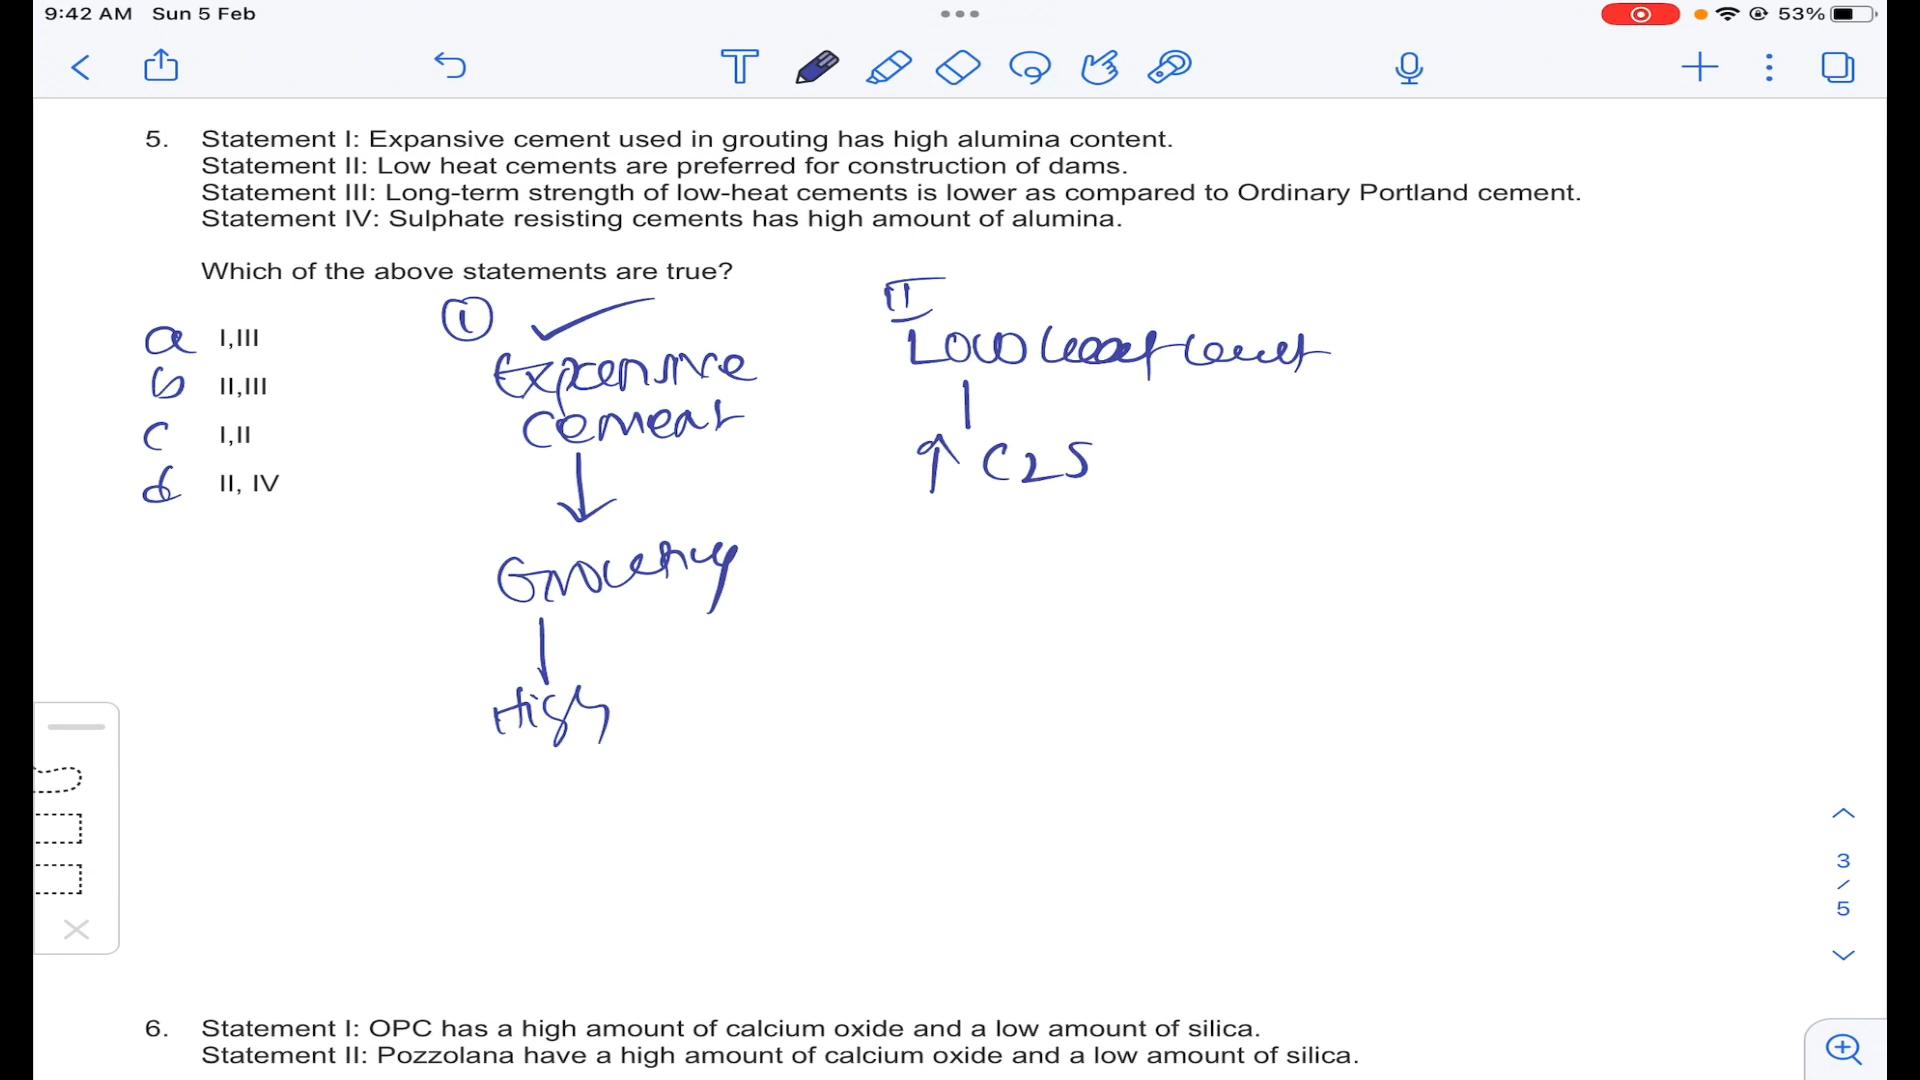 9:42 AM Sun 5 Feb
53%
5. Statement I: Expansive cement used in grouting has high alumina content.
Statement II: Low heat cements are preferred for construction of dams.
Statement III: Long-term strength of low-heat cements is lower as compared to Ordinary Portland cement.
Statement IV: Sulphate resisting cements has high amount of alumina.
Which of the above statements are true?
a I,III
b II,III
c I,II
d II, IV
1
Expensive
cement
Grouting
High
II
Low heat cement
C2S
3
/
5
6. Statement I: OPC has a high amount of calcium oxide and a low amount of silica.
Statement II: Pozzolana have a high amount of calcium oxide and a low amount of silica.